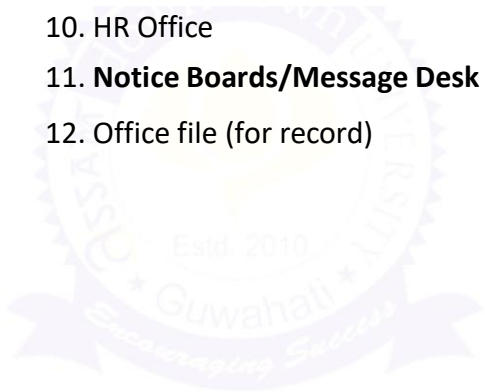 10. HR Office
11. Notice Boards/Message Desk
12. Office file (for record)
Estd. 2010
Guwahati
Encouraging Success